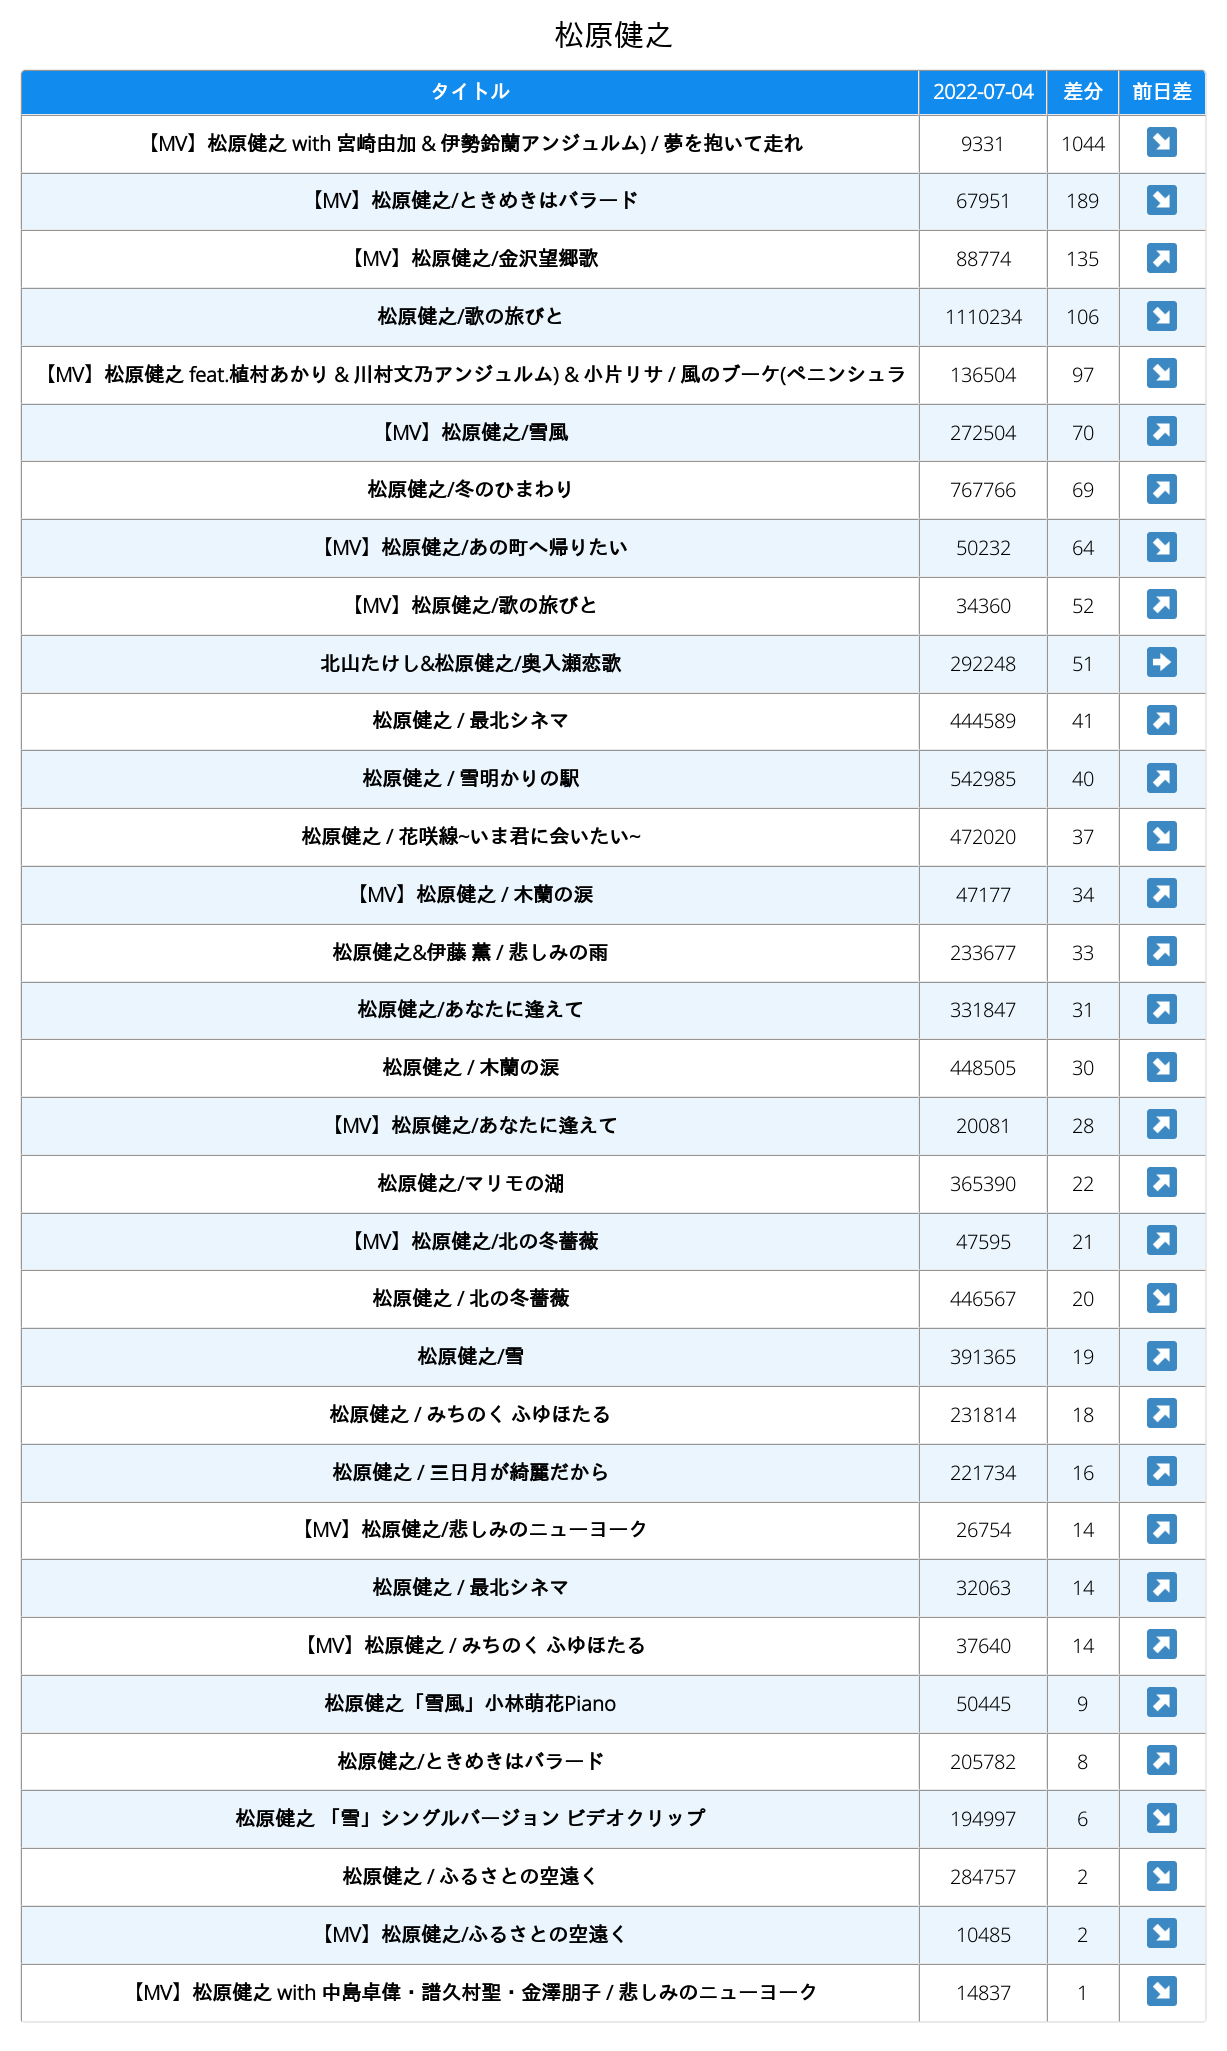 松原健之
タイトル 2022-07-04 差分 前日差
【MV】松原健之 with 宮崎由加 & 伊勢鈴蘭アンジュルム) / 夢を抱いて走れ 9331 1044 ↘
【MV】松原健之/ときめきはバラード 67951 189 ↘
【MV】松原健之/金沢望郷歌 88774 135 ↗
松原健之/歌の旅びと 1110234 106 ↘
【MV】松原健之 feat.植村あかり & 川村文乃アンジュルム) & 小片リサ / 風のブーケ(ペニンシュラ 136504 97 ↘
【MV】松原健之/雪風 272504 70 ↗
松原健之/冬のひまわり 767766 69 ↗
【MV】松原健之/あの町へ帰りたい 50232 64 ↘
【MV】松原健之/歌の旅びと 34360 52 ↗
北山たけし&松原健之/奥入瀬恋歌 292248 51 ➡
松原健之 / 最北シネマ 444589 41 ↗
松原健之 / 雪明かりの駅 542985 40 ↗
松原健之 / 花咲線~いま君に会いたい~ 472020 37 ↘
【MV】松原健之 / 木蘭の涙 47177 34 ↗
松原健之&伊藤 薫 / 悲しみの雨 233677 33 ↗
松原健之/あなたに逢えて 331847 31 ↗
松原健之 / 木蘭の涙 448505 30 ↘
【MV】松原健之/あなたに逢えて 20081 28 ↗
松原健之/マリモの湖 365390 22 ↗
【MV】松原健之/北の冬薔薇 47595 21 ↗
松原健之 / 北の冬薔薇 446567 20 ↘
松原健之/雪 391365 19 ↗
松原健之 / みちのく ふゆほたる 231814 18 ↗
松原健之 / 三日月が綺麗だから 221734 16 ↗
【MV】松原健之/悲しみのニューヨーク 26754 14 ↗
松原健之 / 最北シネマ 32063 14 ↗
【MV】松原健之 / みちのく ふゆほたる 37640 14 ↗
松原健之「雪風」小林萌花Piano 50445 9 ↗
松原健之/ときめきはバラード 205782 8 ↗
松原健之 「雪」シングルバージョン ビデオクリップ 194997 6 ↘
松原健之 / ふるさとの空遠く 284757 2 ↘
【MV】松原健之/ふるさとの空遠く 10485 2 ↘
【MV】松原健之 with 中島卓偉・譜久村聖・金澤朋子 / 悲しみのニューヨーク 14837 1 ↘